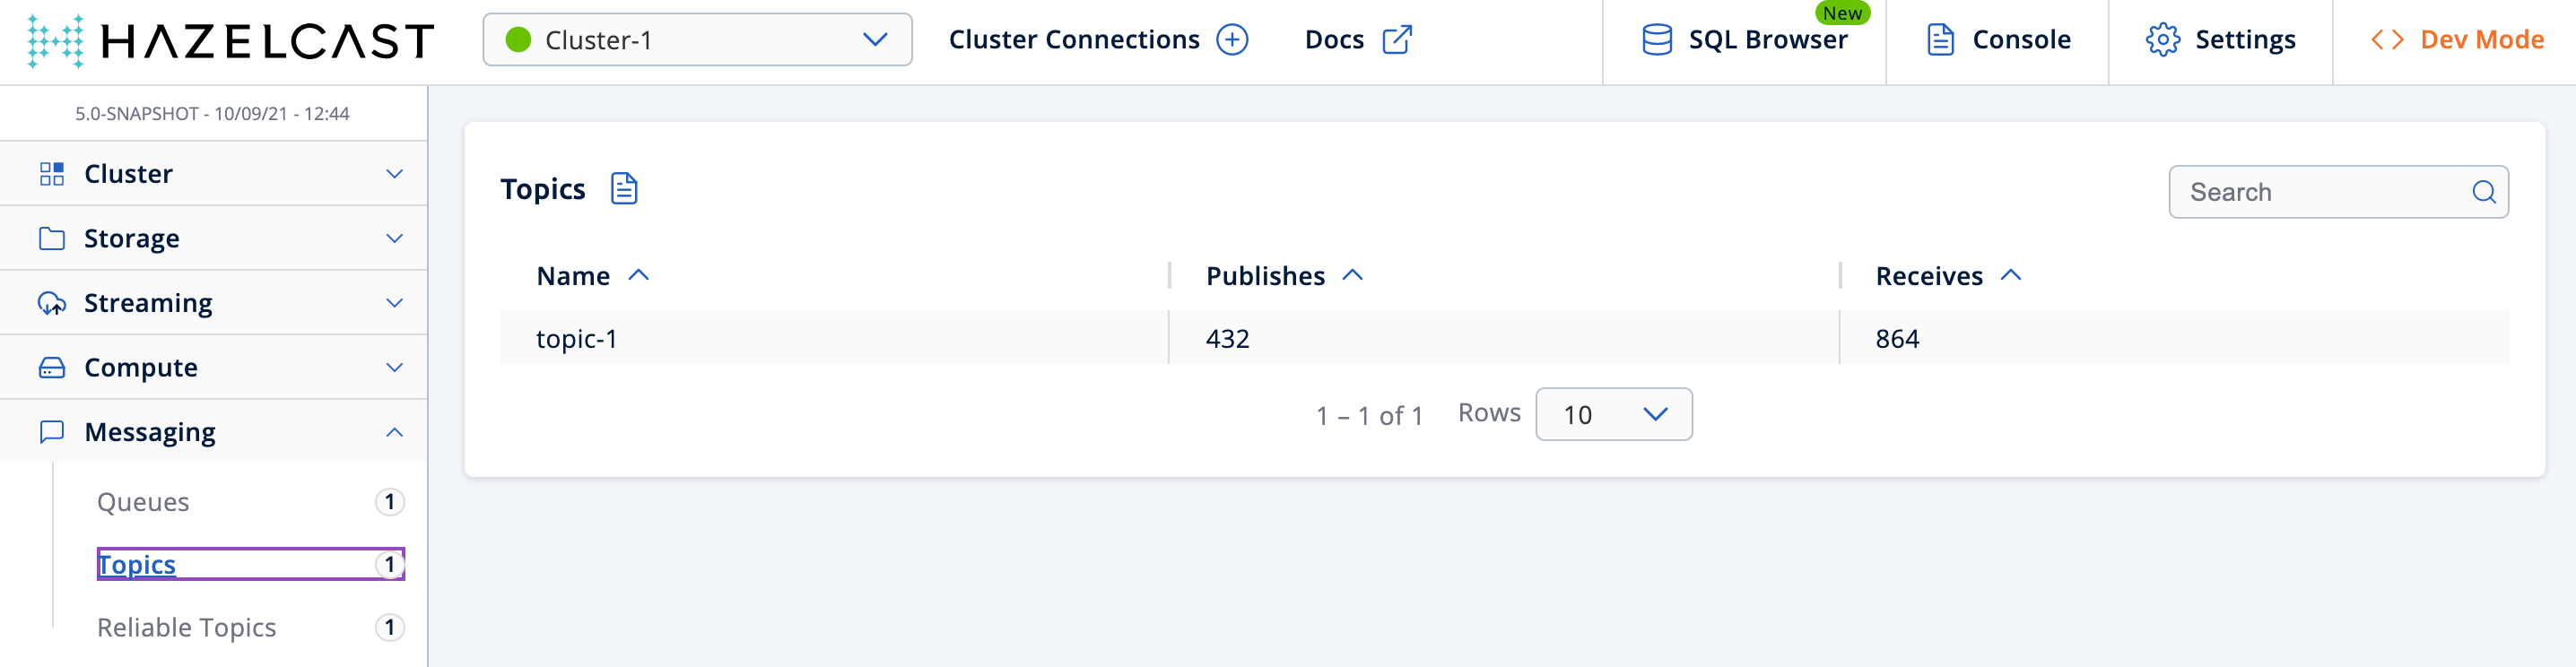 HAZELCAST
Cluster-1
Cluster Connections
Docs
SQL Browser
New
Console
Settings
Dev Mode
5.0-SNAPSHOT - 10/09/21 - 12:44
Cluster
Storage
Streaming
Compute
Messaging
Queues 1
Topics 1
Reliable Topics 1
Topics
Search
Name Publishes Receives
topic-1 432 864
1 – 1 of 1 Rows 10